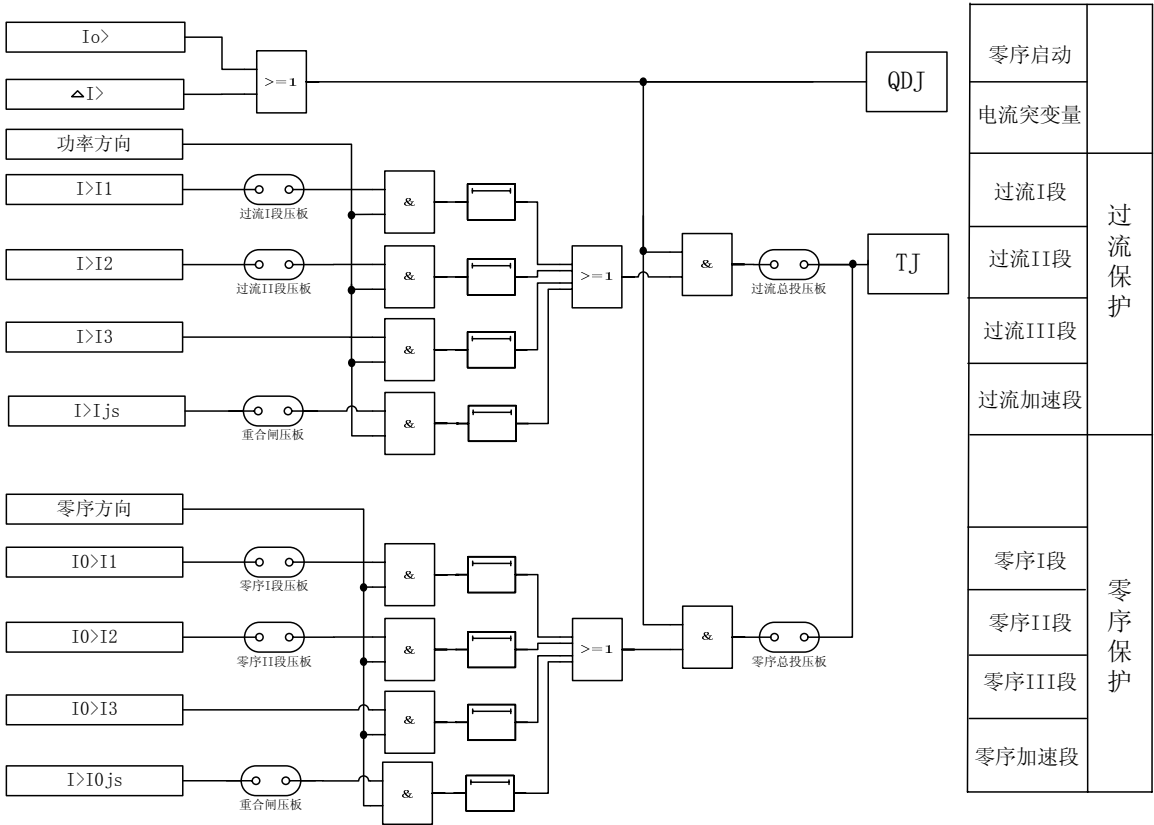 Io>
>=1
△I>
QDJ
功率方向
I>I1
过流I段压板
&
I>I2
过流II段压板
&
>=1
&
过流总投压板
TJ
I>I3
&
I>Ijs
重合闸压板
&
零序方向
I0>I1
零序I段压板
&
I0>I2
零序II段压板
&
>=1
&
零序总投压板
I0>I3
&
I>I0js
重合闸压板
&
零序启动
电流突变量
过流I段
过流II段
过流III段
过流加速段
过流保护
零序I段
零序II段
零序III段
零序加速段
零序保护